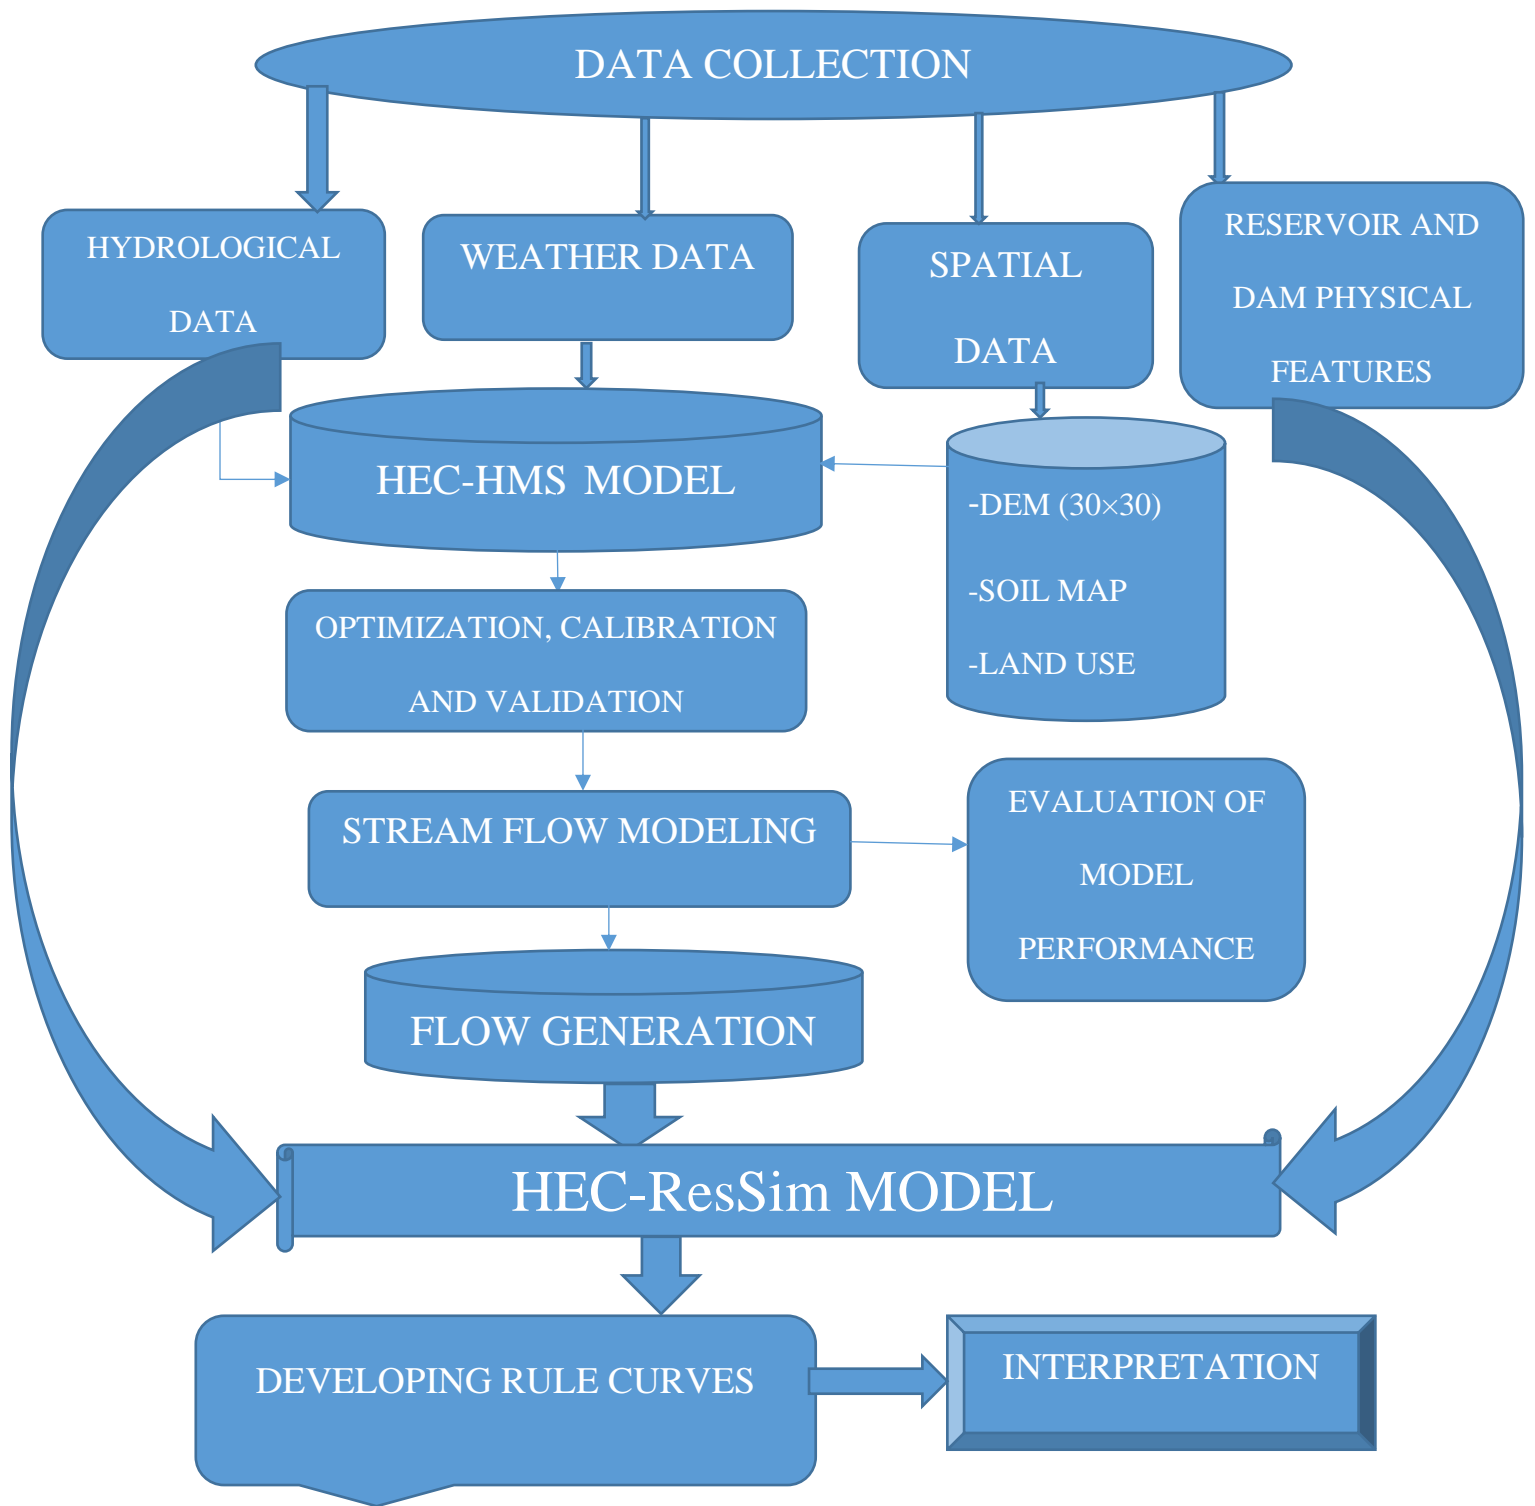 DATA COLLECTION
HYDROLOGICAL
DATA
WEATHER DATA
SPATIAL
DATA
RESERVOIR AND
DAM PHYSICAL
FEATURES
HEC-HMS MODEL
-DEM (30×30)
-SOIL MAP
-LAND USE
OPTIMIZATION, CALIBRATION
AND VALIDATION
STREAM FLOW MODELING
EVALUATION OF
MODEL
PERFORMANCE
FLOW GENERATION
HEC-ResSim MODEL
DEVELOPING RULE CURVES
INTERPRETATION